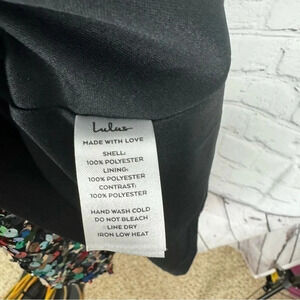 Lulus
MADE WITH LOVE
SHELL:
100% POLYESTER
LINING:
100% POLYESTER
CONTRAST:
100% POLYESTER
HAND WASH COLD
DO NOT BLEACH
LINE DRY
IRON LOW HEAT